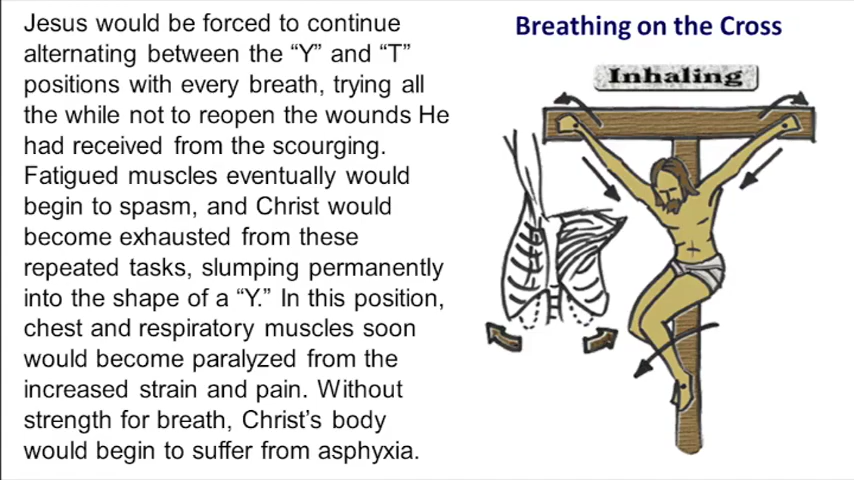 Jesus would be forced to continue
alternating between the “Y” and “T”
positions with every breath, trying all
the while not to reopen the wounds He
had received from the scourging.
Fatigued muscles eventually would
begin to spasm, and Christ would
become exhausted from these
repeated tasks, slumping permanently
into the shape of a “Y.” In this position,
chest and respiratory muscles soon
would become paralyzed from the
increased strain and pain. Without
strength for breath, Christ’s body
would begin to suffer from asphyxia.
Breathing on the Cross
Inhaling